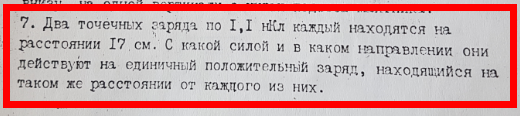 7. Два точечных заряда по I,I нКл каждый находятся на
расстоянии I7 см. С какой силой и в каком направлении они
действуют на единичный положительный заряд, находящийся на
таком же расстоянии от каждого из них.